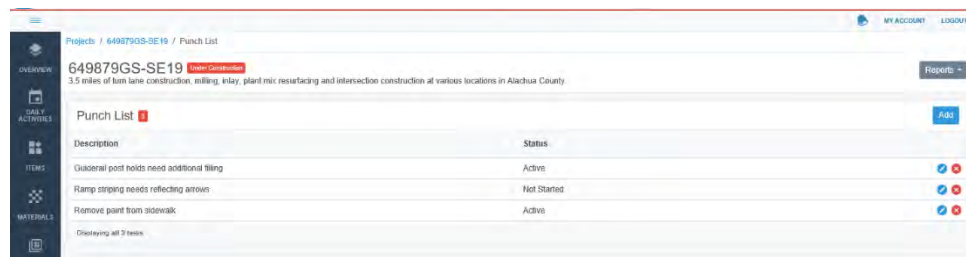 MY ACCOUNT LOGOUT
Projects / 649879GS-SE19 / Punch List
OVERVIEW
649879GS-SE19 Under Construction
3.5 miles of turn lane construction, milling, inlay, plant mix resurfacing and intersection construction at various locations in Alachua County.
Reports
DAILY ACTIVITIES
Punch List 3
Add
Description Status
ITEMS
Guiderail post holds need additional filling Active
Ramp striping needs reflecting arrows Not Started
MATERIALS
Remove paint from sidewalk Active
Displaying all 3 tasks